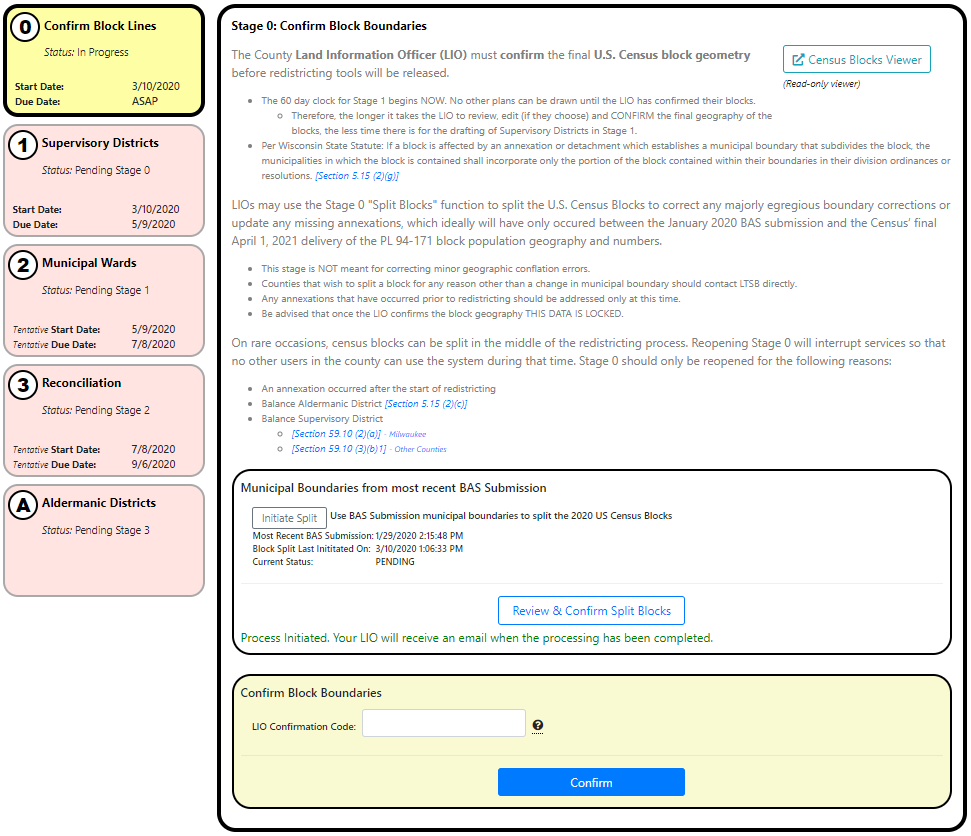 0
Confirm Block Lines
Status: In Progress
Start Date: 3/10/2020
Due Date: ASAP
1
Supervisory Districts
Status: Pending Stage 0
Start Date: 3/10/2020
Due Date: 5/9/2020
2
Municipal Wards
Status: Pending Stage 1
Tentative Start Date: 5/9/2020
Tentative Due Date: 7/8/2020
3
Reconciliation
Status: Pending Stage 2
Tentative Start Date: 7/8/2020
Tentative Due Date: 9/6/2020
A
Aldermanic Districts
Status: Pending Stage 3
Stage 0: Confirm Block Boundaries
The County Land Information Officer (LIO) must confirm the final U.S. Census block geometry
before redistricting tools will be released.
Census Blocks Viewer
(Read-only viewer)
The 60 day clock for Stage 1 begins NOW. No other plans can be drawn until the LIO has confirmed their blocks.
Therefore, the longer it takes the LIO to review, edit (if they choose) and CONFIRM the final geography of the
blocks, the less time there is for the drafting of Supervisory Districts in Stage 1.
Per Wisconsin State Statute: If a block is affected by an annexation or detachment which establishes a municipal boundary that subdivides the block, the
municipalities in which the block is contained shall incorporate only the portion of the block contained within their boundaries in their division ordinances or
resolutions. [Section 5.15 (2)(g)]
LIOs may use the Stage 0 "Split Blocks" function to split the U.S. Census Blocks to correct any majorly egregious boundary corrections or
update any missing annexations, which ideally will have only occured between the January 2020 BAS submission and the Census' final
April 1, 2021 delivery of the PL 94-171 block population geography and numbers.
This stage is NOT meant for correcting minor geographic conflation errors.
Counties that wish to split a block for any reason other than a change in municipal boundary should contact LTSB directly.
Any annexations that have occurred prior to redistricting should be addressed only at this time.
Be advised that once the LIO confirms the block geography THIS DATA IS LOCKED.
On rare occasions, census blocks can be split in the middle of the redistricting process. Reopening Stage 0 will interrupt services so that
no other users in the county can use the system during that time. Stage 0 should only be reopened for the following reasons:
An annexation occurred after the start of redistricting
Balance Aldermanic District [Section 5.15 (2)(c)]
Balance Supervisory District
[Section 59.10 (2)(a)] - Milwaukee
[Section 59.10 (3)(b)1] - Other Counties
Municipal Boundaries from most recent BAS Submission
Initiate Split Use BAS Submission municipal boundaries to split the 2020 US Census Blocks
Most Recent BAS Submission: 1/29/2020 2:15:48 PM
Block Split Last Inititated On: 3/10/2020 1:06:33 PM
Current Status: PENDING
Review & Confirm Split Blocks
Process Initiated. Your LIO will receive an email when the processing has been completed.
Confirm Block Boundaries
LIO Confirmation Code: ?
Confirm